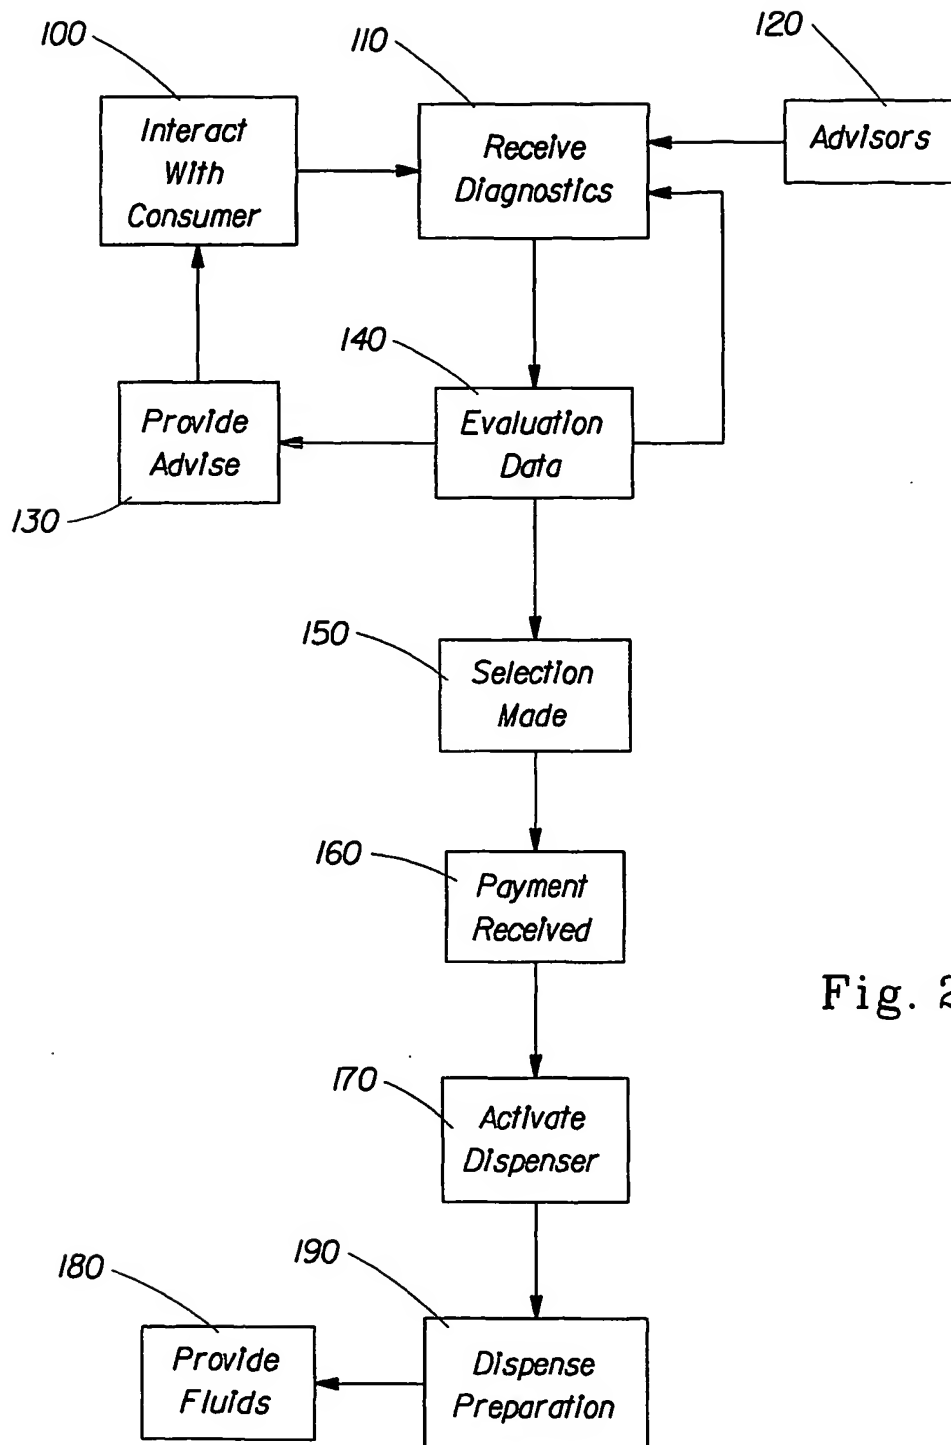 100
110
120
Interact
With
Consumer
Receive
Diagnostics
Advisors
140
Provide
Advise
Evaluation
Data
130
150
Selection
Made
160
Payment
Received
Fig. 2
170
Activate
Dispenser
180
190
Provide
Fluids
Dispense
Preparation